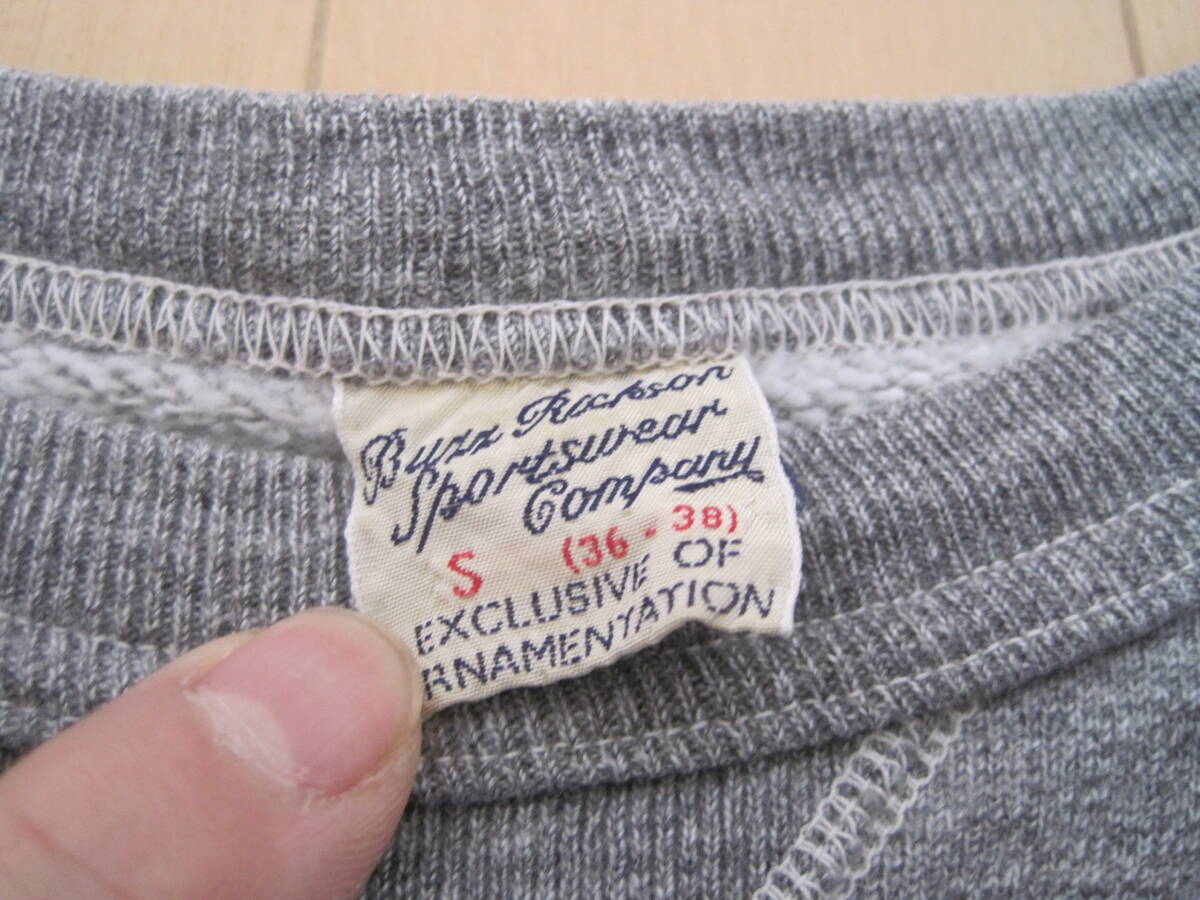 Buzz Rickson
Sportswear
Company
S (36 - 38)
EXCLUSIVE OF
RNAMENTATION